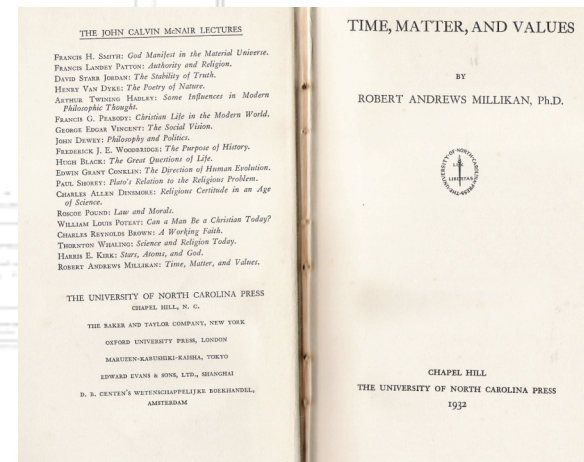 THE JOHN CALVIN McNAIR LECTURES
FRANCIS H. SMITH: God Manifest in the Material Universe.
FRANCIS LANDEY PATTON: Authority and Religion.
DAVID STARR JORDAN: The Stability of Truth.
HENRY VAN DYKE: The Poetry of Nature.
ARTHUR TWINING HADLEY: Some Influences in Modern
Philosophic Thought.
FRANCIS G. PEABODY: Christian Life in the Modern World.
GEORGE EDGAR VINCENT: The Social Vision.
JOHN DEWEY: Philosophy and Politics.
FREDERICK J. E. WOODBRIDGE: The Purpose of History.
HUGH BLACK: The Great Questions of Life.
EDWIN GRANT CONKLIN: The Direction of Human Evolution.
PAUL SHOREY: Plato's Relation to the Religious Problem.
CHARLES ALLEN DINSMORE: Religious Certitude in an Age
of Science.
ROSCOE POUND: Law and Morals.
WILLIAM LOUIS POTEAT: Can a Man Be a Christian Today?
CHARLES REYNOLDS BROWN: A Working Faith.
THORNTON WHALING: Science and Religion Today.
HARRIS E. KIRK: Stars, Atoms, and God.
ROBERT ANDREWS MILLIKAN: Time, Matter, and Values.
THE UNIVERSITY OF NORTH CAROLINA PRESS
CHAPEL HILL, N. C.
THE BAKER AND TAYLOR COMPANY, NEW YORK
OXFORD UNIVERSITY PRESS, LONDON
MARUZEN-KABUSHIKI-KAISHA, TOKYO
EDWARD EVANS & SONS, LTD., SHANGHAI
D. B. CENTEN'S WETENSCHAPPELIJKE BOEKHANDEL,
AMSTERDAM
TIME, MATTER, AND VALUES
BY
ROBERT ANDREWS MILLIKAN, Ph.D.
THE·UNIVERSITY·OF·NORTH·CAROLINA·PRESS
LUX
LIBERTAS
CHAPEL HILL
THE UNIVERSITY OF NORTH CAROLINA PRESS
1932